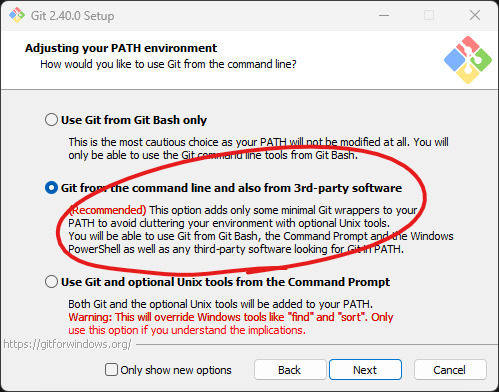 Git 2.40.0 Setup
Adjusting your PATH environment
How would you like to use Git from the command line?
Use Git from Git Bash only
This is the most cautious choice as your PATH will not be modified at all. You will
only be able to use the Git command line tools from Git Bash.
Git from the command line and also from 3rd-party software
(Recommended) This option adds only some minimal Git wrappers to your
PATH to avoid cluttering your environment with optional Unix tools.
You will be able to use Git from Git Bash, the Command Prompt and the Windows
PowerShell as well as any third-party software looking for Git in PATH.
Use Git and optional Unix tools from the Command Prompt
Both Git and the optional Unix tools will be added to your PATH.
Warning: This will override Windows tools like "find" and "sort". Only
use this option if you understand the implications.
https://gitforwindows.org/
Only show new options
Back
Next
Cancel